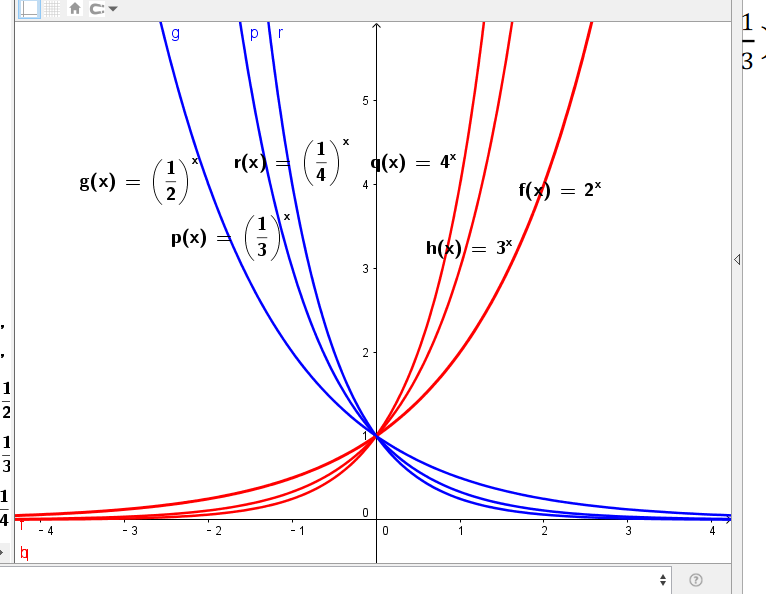 g p r
1
3
5
r(x) = (1/4)^x q(x) = 4^x
g(x) = (1/2)^x
4
f(x) = 2^x
p(x) = (1/3)^x
h(x) = 3^x
3
,
2
,
1
2
1
1
3
1
4
0
-4 -3 -2 -1 0 1 2 3 4
q
?